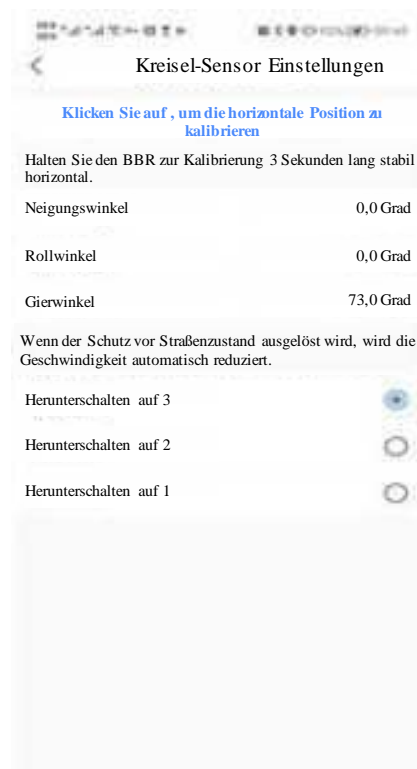 Kreisel-Sensor Einstellungen
Klicken Sie auf , um die horizontale Position zu
kalibrieren
Halten Sie den BBR zur Kalibrierung 3 Sekunden lang stabil
horizontal.
Neigungswinkel 0,0 Grad
Rollwinkel 0,0 Grad
Gierwinkel 73,0 Grad
Wenn der Schutz vor Straßenzustand ausgelöst wird, wird die
Geschwindigkeit automatisch reduziert.
Herunterschalten auf 3
Herunterschalten auf 2
Herunterschalten auf 1